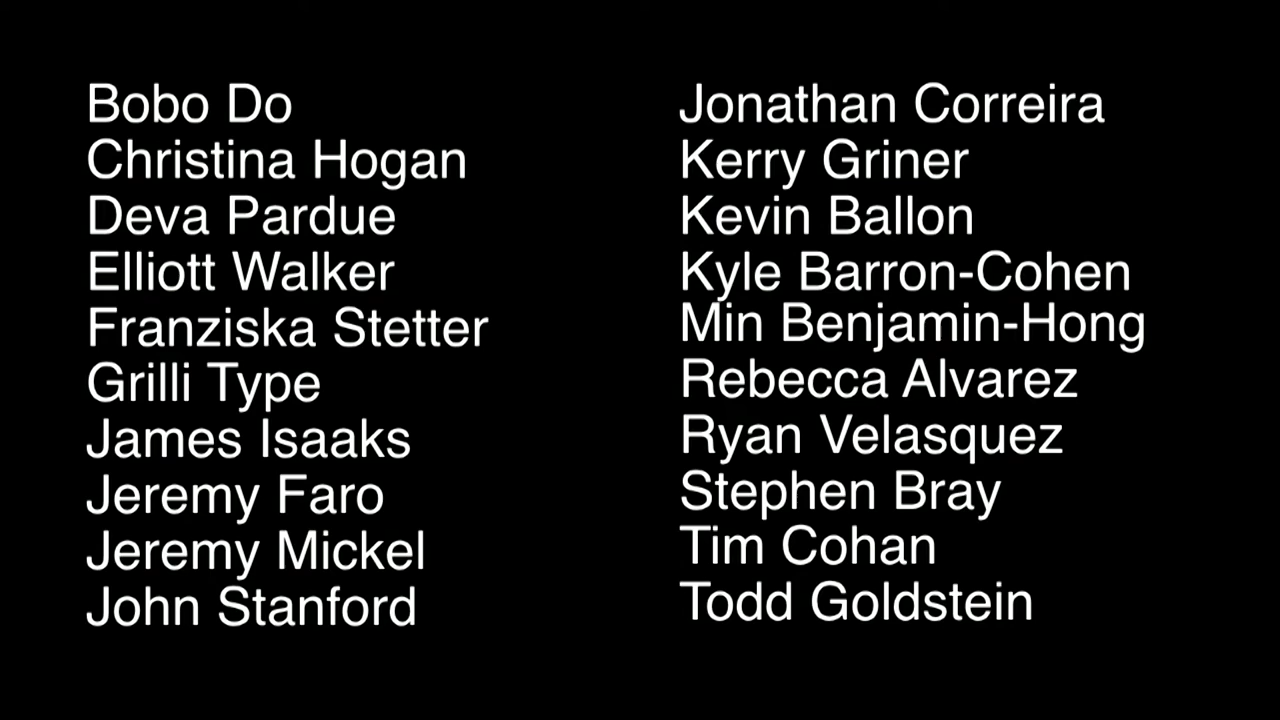 Bobo Do
Christina Hogan
Deva Pardue
Elliott Walker
Franziska Stetter
Grilli Type
James Isaaks
Jeremy Faro
Jeremy Mickel
John Stanford
Jonathan Correira
Kerry Griner
Kevin Ballon
Kyle Barron-Cohen
Min Benjamin-Hong
Rebecca Alvarez
Ryan Velasquez
Stephen Bray
Tim Cohan
Todd Goldstein